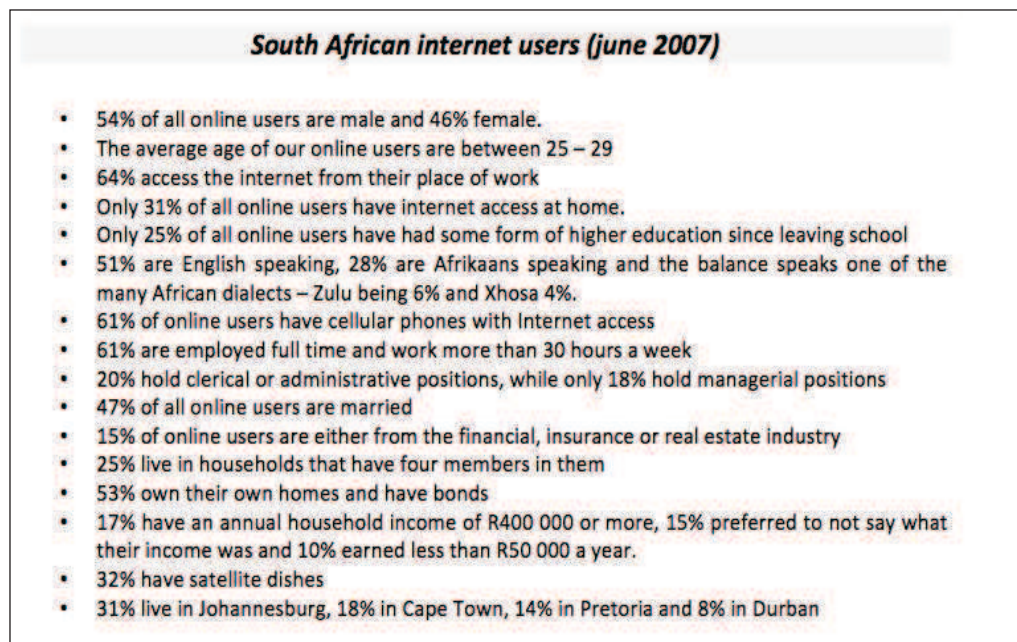 South African internet users (june 2007)
• 54% of all online users are male and 46% female.
• The average age of our online users are between 25 – 29
• 64% access the internet from their place of work
• Only 31% of all online users have internet access at home.
• Only 25% of all online users have had some form of higher education since leaving school
• 51% are English speaking, 28% are Afrikaans speaking and the balance speaks one of the
many African dialects – Zulu being 6% and Xhosa 4%.
• 61% of online users have cellular phones with Internet access
• 61% are employed full time and work more than 30 hours a week
• 20% hold clerical or administrative positions, while only 18% hold managerial positions
• 47% of all online users are married
• 15% of online users are either from the financial, insurance or real estate industry
• 25% live in households that have four members in them
• 53% own their own homes and have bonds
• 17% have an annual household income of R400 000 or more, 15% preferred to not say what
their income was and 10% earned less than R50 000 a year.
• 32% have satellite dishes
• 31% live in Johannesburg, 18% in Cape Town, 14% in Pretoria and 8% in Durban